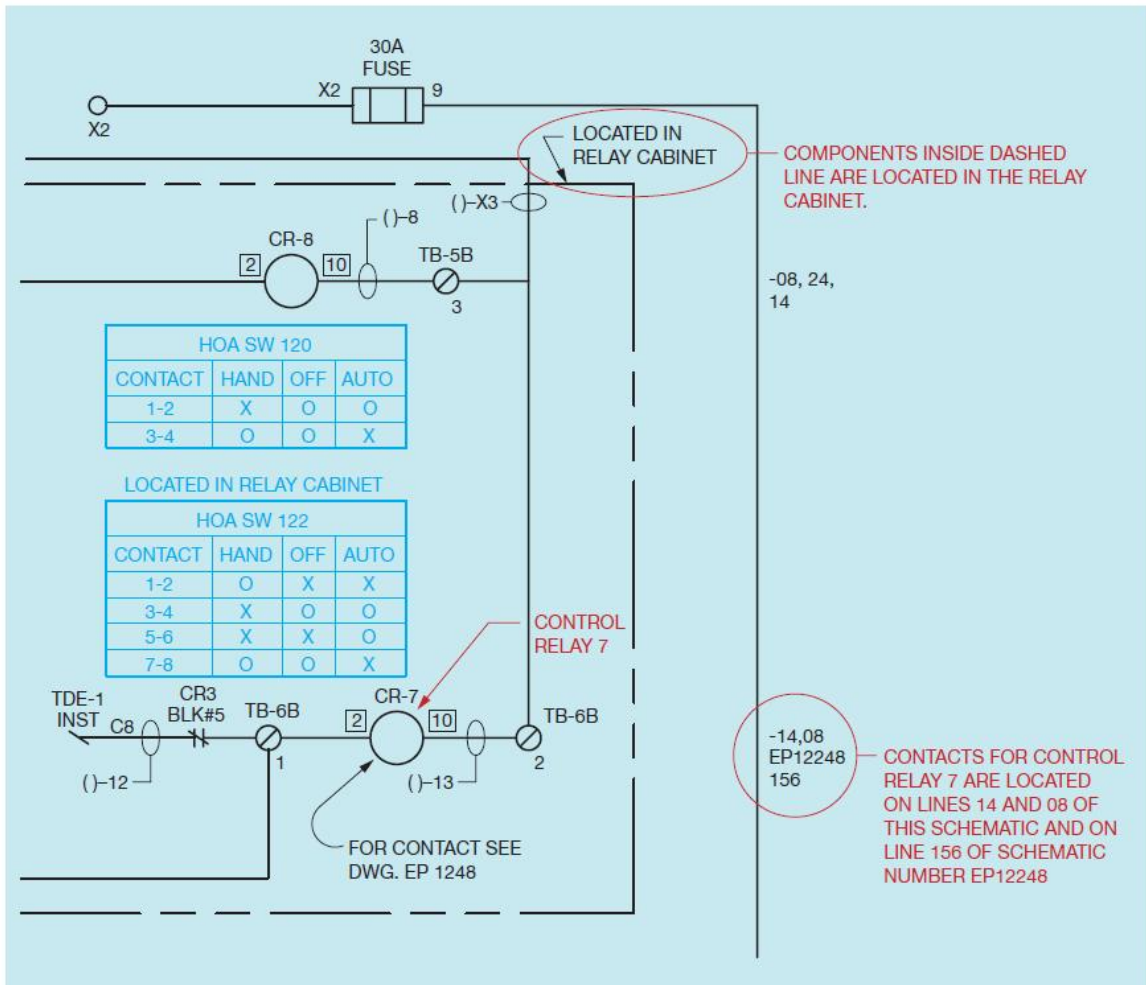 30A
FUSE
X2
9
X2
LOCATED IN
RELAY CABINET
COMPONENTS INSIDE DASHED
LINE ARE LOCATED IN THE RELAY
CABINET.
( )–X3
( )–8
CR-8
2
10
TB-5B
3
-08, 24,
14
HOA SW 120
CONTACT HAND OFF AUTO
1-2 X O O
3-4 O O X
LOCATED IN RELAY CABINET
HOA SW 122
CONTACT HAND OFF AUTO
1-2 O X X
3-4 X O O
5-6 X X O
7-8 O O X
CONTROL
RELAY 7
TDE-1
INST
C8
CR3
BLK#5
TB-6B
1
2
CR-7
10
TB-6B
2
( )–12
( )–13
-14,08
EP12248
156
CONTACTS FOR CONTROL
RELAY 7 ARE LOCATED
ON LINES 14 AND 08 OF
THIS SCHEMATIC AND ON
LINE 156 OF SCHEMATIC
NUMBER EP12248
FOR CONTACT SEE
DWG. EP 1248